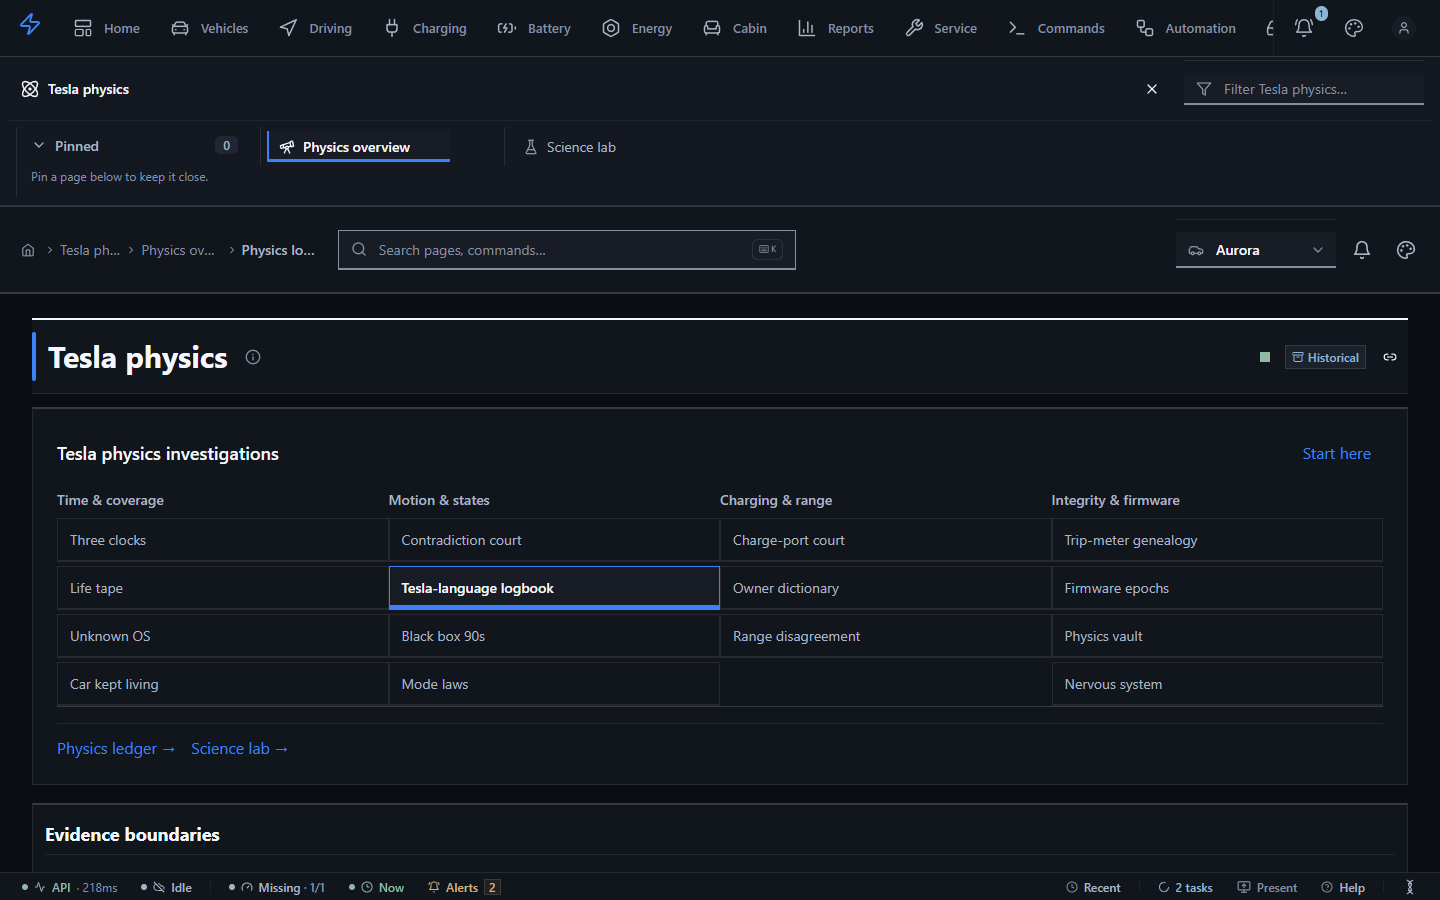 Home Vehicles Driving Charging Battery Energy Cabin Reports Service Commands Automation 1
Tesla physics
Filter Tesla physics...
Pinned 0
Pin a page below to keep it close.
Physics overview
Science lab
Tesla ph... Physics ov... Physics lo...
Search pages, commands... K
Aurora
Tesla physics
Historical
Tesla physics investigations
Start here
Time & coverage Motion & states Charging & range Integrity & firmware
Three clocks Contradiction court Charge-port court Trip-meter genealogy
Life tape Tesla-language logbook Owner dictionary Firmware epochs
Unknown OS Black box 90s Range disagreement Physics vault
Car kept living Mode laws Nervous system
Physics ledger → Science lab →
Evidence boundaries
API · 218ms Idle Missing · 1/1 Now Alerts 2 Recent 2 tasks Present Help